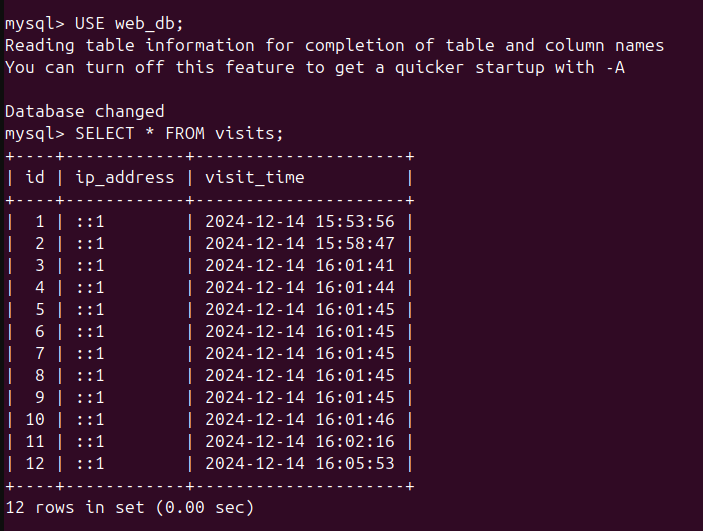 mysql> USE web_db;
Reading table information for completion of table and column names
You can turn off this feature to get a quicker startup with -A

Database changed
mysql> SELECT * FROM visits;
+----+------------+---------------------+
| id | ip_address | visit_time          |
+----+------------+---------------------+
|  1 | ::1        | 2024-12-14 15:53:56 |
|  2 | ::1        | 2024-12-14 15:58:47 |
|  3 | ::1        | 2024-12-14 16:01:41 |
|  4 | ::1        | 2024-12-14 16:01:44 |
|  5 | ::1        | 2024-12-14 16:01:45 |
|  6 | ::1        | 2024-12-14 16:01:45 |
|  7 | ::1        | 2024-12-14 16:01:45 |
|  8 | ::1        | 2024-12-14 16:01:45 |
|  9 | ::1        | 2024-12-14 16:01:45 |
| 10 | ::1        | 2024-12-14 16:01:46 |
| 11 | ::1        | 2024-12-14 16:02:16 |
| 12 | ::1        | 2024-12-14 16:05:53 |
+----+------------+---------------------+
12 rows in set (0.00 sec)